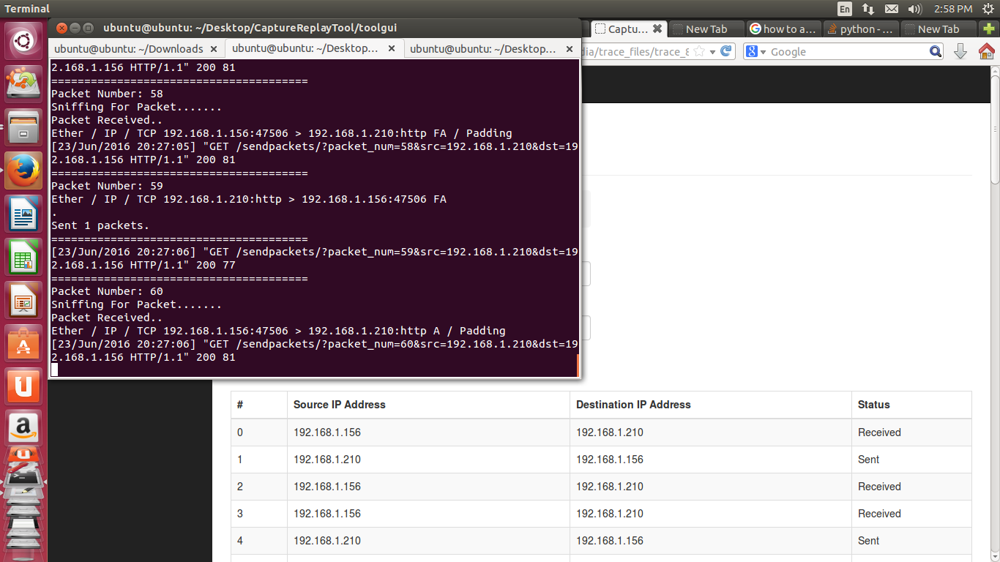 Terminal
En
2:58 PM
ubuntu@ubuntu: ~/Desktop/CaptureReplayTool/toolgui
ubuntu@ubuntu: ~/Downloads
ubuntu@ubuntu: ~/Desktop...
ubuntu@ubuntu: ~/Desktop...
Captu...
New Tab
how to a...
python - ...
New Tab
dia/trace_files/trace_8
Google
2.168.1.156 HTTP/1.1" 200 81
=======================================
Packet Number: 58
Sniffing For Packet.......
Packet Received..
Ether / IP / TCP 192.168.1.156:47506 > 192.168.1.210:http FA / Padding
[23/Jun/2016 20:27:05] "GET /sendpackets/?packet_num=58&src=192.168.1.210&dst=19
2.168.1.156 HTTP/1.1" 200 81
=======================================
Packet Number: 59
Ether / IP / TCP 192.168.1.210:http > 192.168.1.156:47506 FA
.
Sent 1 packets.
=======================================
[23/Jun/2016 20:27:06] "GET /sendpackets/?packet_num=59&src=192.168.1.210&dst=19
2.168.1.156 HTTP/1.1" 200 77
=======================================
Packet Number: 60
Sniffing For Packet.......
Packet Received..
Ether / IP / TCP 192.168.1.156:47506 > 192.168.1.210:http A / Padding
[23/Jun/2016 20:27:06] "GET /sendpackets/?packet_num=60&src=192.168.1.210&dst=19
2.168.1.156 HTTP/1.1" 200 81
# Source IP Address Destination IP Address Status
0 192.168.1.156 192.168.1.210 Received
1 192.168.1.210 192.168.1.156 Sent
2 192.168.1.156 192.168.1.210 Received
3 192.168.1.156 192.168.1.210 Received
4 192.168.1.210 192.168.1.156 Sent